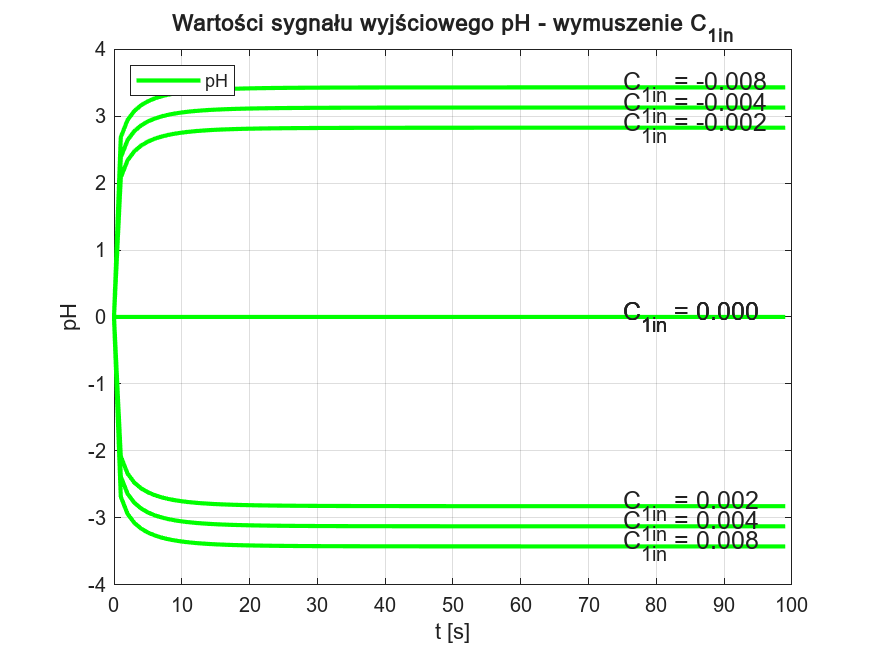 Wartości sygnału wyjściowego pH - wymuszenie C1in
4
pH
C1in = -0.008
C1in = -0.004
C1in = -0.002
3
2
1
0
C1in = 0.000
pH
-1
-2
C1in = 0.002
-3
C1in = 0.004
C1in = 0.008
-4
0 10 20 30 40 50 60 70 80 90 100
t [s]